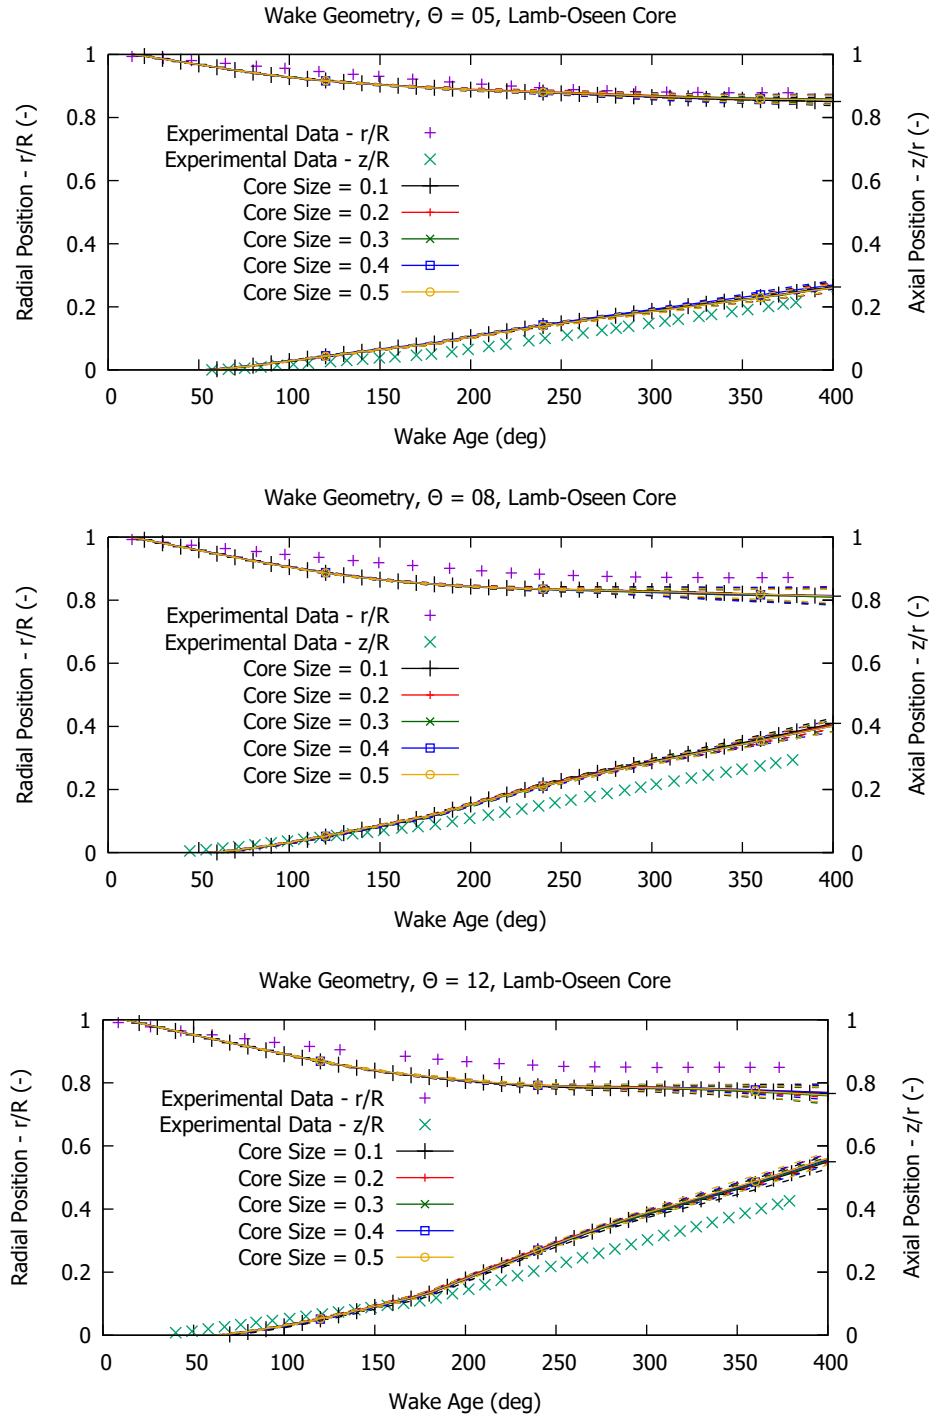 Wake Geometry, Θ = 05, Lamb-Oseen Core
Radial Position - r/R (-)
Axial Position - z/r (-)
1
0.8
0.6
0.4
0.2
0
1
0.8
0.6
0.4
0.2
0
Experimental Data - r/R
Experimental Data - z/R
Core Size = 0.1
Core Size = 0.2
Core Size = 0.3
Core Size = 0.4
Core Size = 0.5
0 50 100 150 200 250 300 350 400
Wake Age (deg)
Wake Geometry, Θ = 08, Lamb-Oseen Core
Radial Position - r/R (-)
Axial Position - z/r (-)
1
0.8
0.6
0.4
0.2
0
1
0.8
0.6
0.4
0.2
0
Experimental Data - r/R
Experimental Data - z/R
Core Size = 0.1
Core Size = 0.2
Core Size = 0.3
Core Size = 0.4
Core Size = 0.5
0 50 100 150 200 250 300 350 400
Wake Age (deg)
Wake Geometry, Θ = 12, Lamb-Oseen Core
Radial Position - r/R (-)
Axial Position - z/r (-)
1
0.8
0.6
0.4
0.2
0
1
0.8
0.6
0.4
0.2
0
Experimental Data - r/R
Experimental Data - z/R
Core Size = 0.1
Core Size = 0.2
Core Size = 0.3
Core Size = 0.4
Core Size = 0.5
0 50 100 150 200 250 300 350 400
Wake Age (deg)